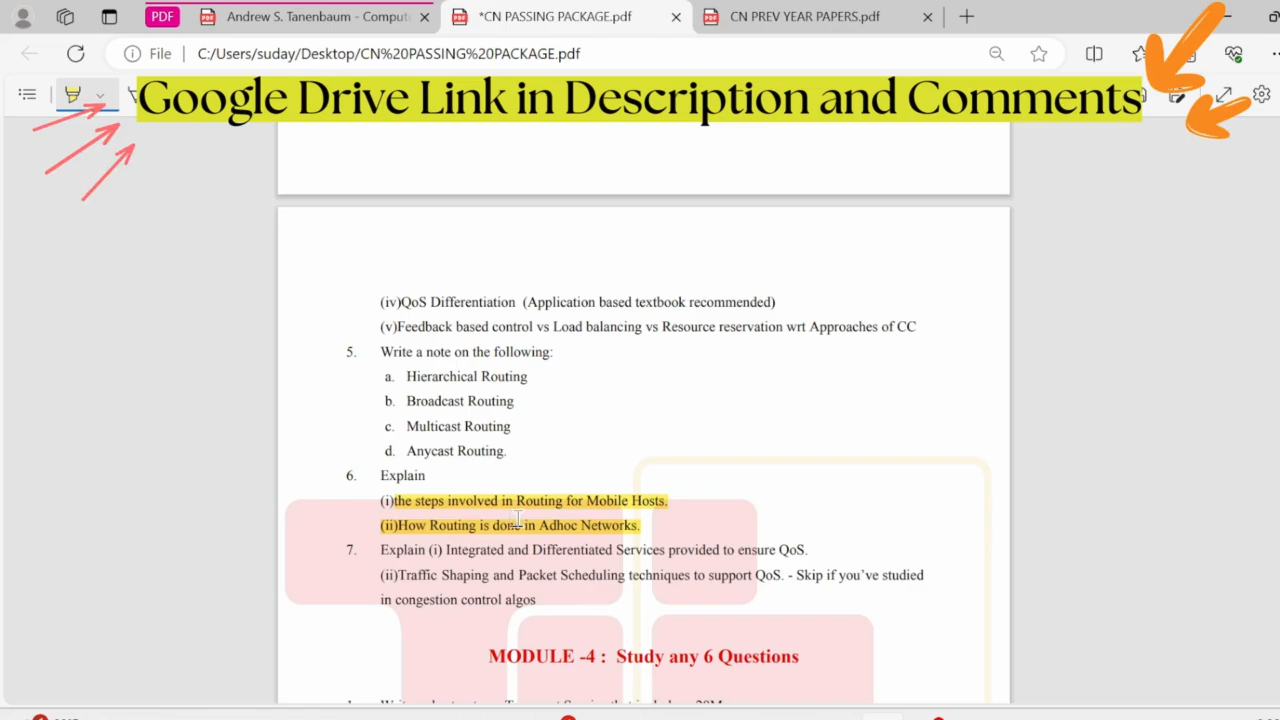 PDF
Andrew S. Tanenbaum - Comput
*CN PASSING PACKAGE.pdf
CN PREV YEAR PAPERS.pdf
File
C:/Users/suday/Desktop/CN%20PASSING%20PACKAGE.pdf
Google Drive Link in Description and Comments
(iv)QoS Differentiation (Application based textbook recommended)
(v)Feedback based control vs Load balancing vs Resource reservation wrt Approaches of CC
5. Write a note on the following:
a. Hierarchical Routing
b. Broadcast Routing
c. Multicast Routing
d. Anycast Routing.
6. Explain
(i)the steps involved in Routing for Mobile Hosts.
(ii)How Routing is done in Adhoc Networks.
7. Explain (i) Integrated and Differentiated Services provided to ensure QoS.
(ii)Traffic Shaping and Packet Scheduling techniques to support QoS. - Skip if you’ve studied
in congestion control algos
MODULE -4 : Study any 6 Questions